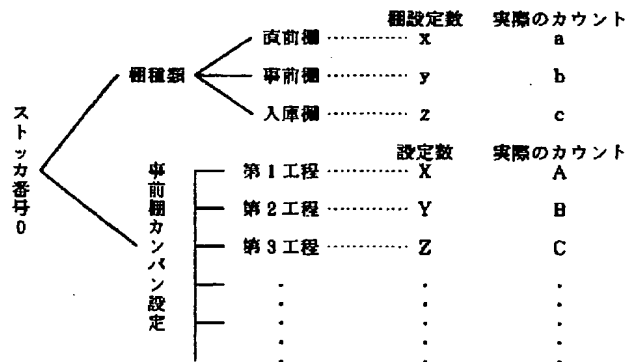 棚設定数 実際のカウント
直前棚 ………… x a
棚種類 事前棚 ………… y b
入庫棚 ………… z c
ストッカ番号0
設定数 実際のカウント
事前棚カンバン設定
第1工程 ………… X A
第2工程 ………… Y B
第3工程 ………… Z C
・ ・ ・
・ ・ ・
・ ・ ・